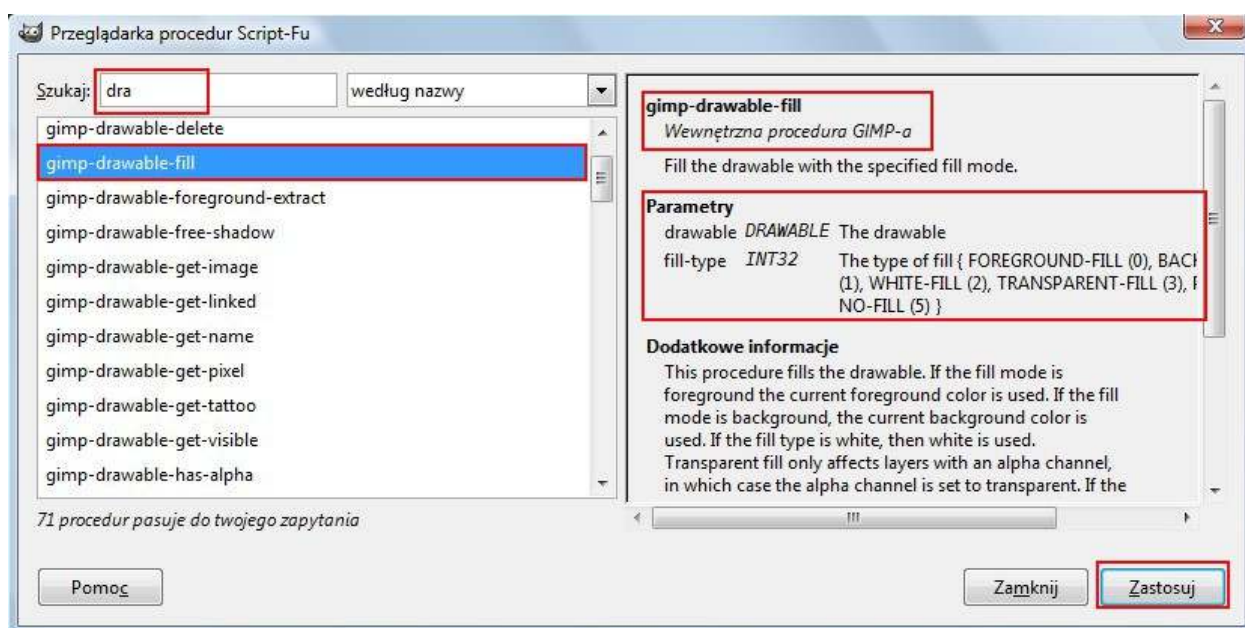 Przeglądarka procedur Script-Fu
Szukaj: dra według nazwy
gimp-drawable-delete
gimp-drawable-fill
gimp-drawable-foreground-extract
gimp-drawable-free-shadow
gimp-drawable-get-image
gimp-drawable-get-linked
gimp-drawable-get-name
gimp-drawable-get-pixel
gimp-drawable-get-tattoo
gimp-drawable-get-visible
gimp-drawable-has-alpha
71 procedur pasuje do twojego zapytania
gimp-drawable-fill
Wewnętrzna procedura GIMP-a
Fill the drawable with the specified fill mode.
Parametry
drawable DRAWABLE The drawable
fill-type INT32 The type of fill { FOREGROUND-FILL (0), BACK
(1), WHITE-FILL (2), TRANSPARENT-FILL (3),
NO-FILL (5) }
Dodatkowe informacje
This procedure fills the drawable. If the fill mode is
foreground the current foreground color is used. If the fill
mode is background, the current background color is
used. If the fill type is white, then white is used.
Transparent fill only affects layers with an alpha channel,
in which case the alpha channel is set to transparent. If the
Pomoc
Zamknij
Zastosuj